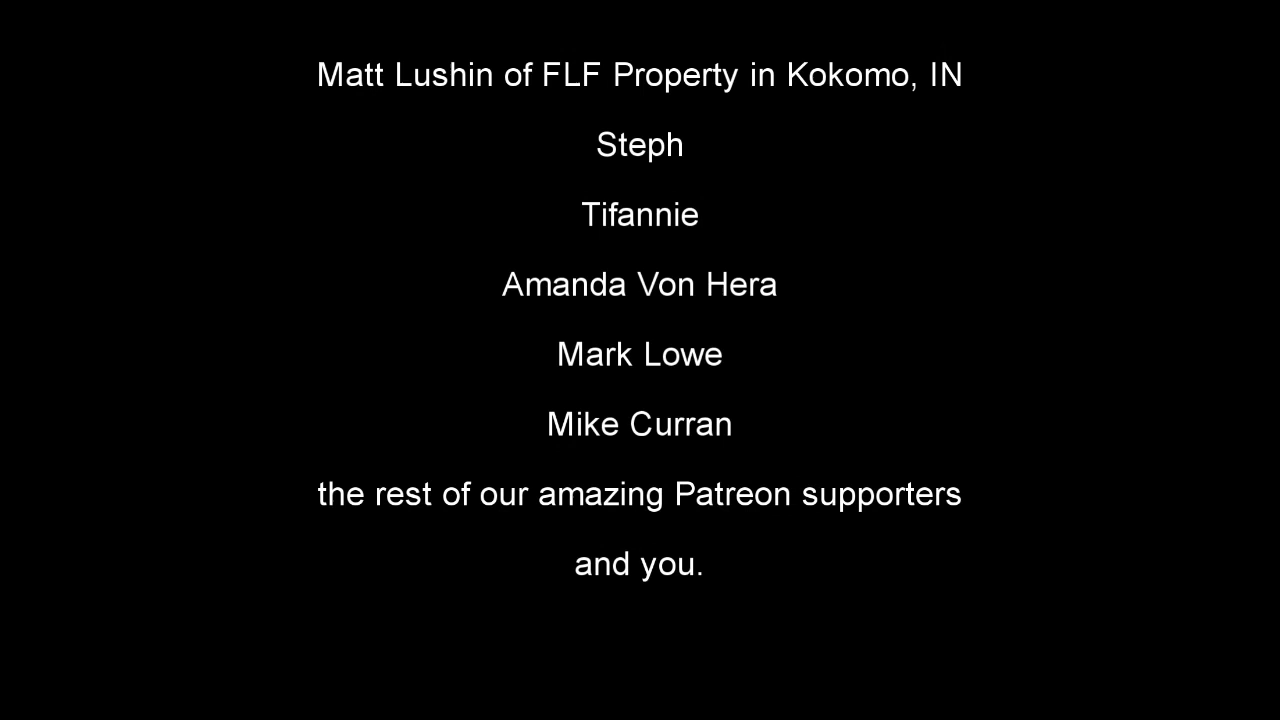 Matt Lushin of FLF Property in Kokomo, IN
Steph
Tifannie
Amanda Von Hera
Mark Lowe
Mike Curran
the rest of our amazing Patreon supporters
and you.